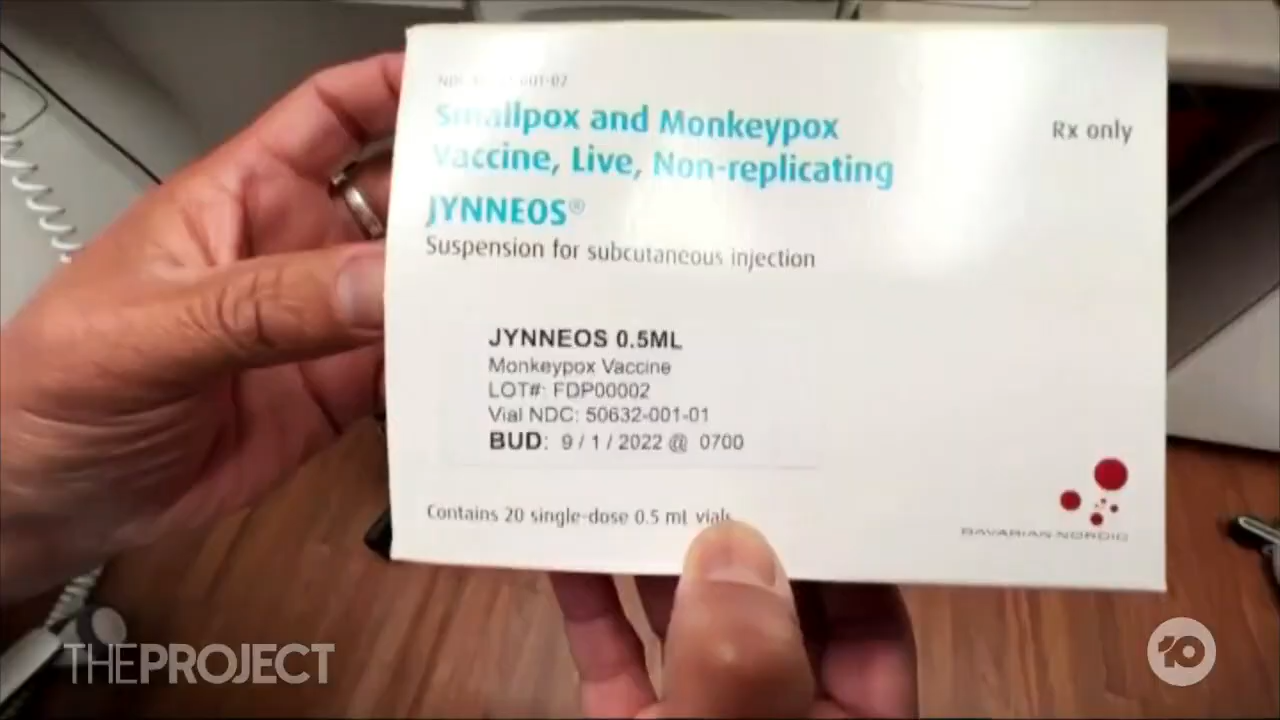 Smallpox and Monkeypox
Rx only
Vaccine, Live, Non-replicating
JYNNEOS®
Suspension for subcutaneous injection
JYNNEOS 0.5ML
Monkeypox Vaccine
LOT#: FDP00002
Vial NDC: 50632-001-01
BUD: 9 / 1 / 2022 @ 0700
Contains 20 single-dose 0.5 ml vials
BAVARIAN NORDIC
THEPROJECT
10